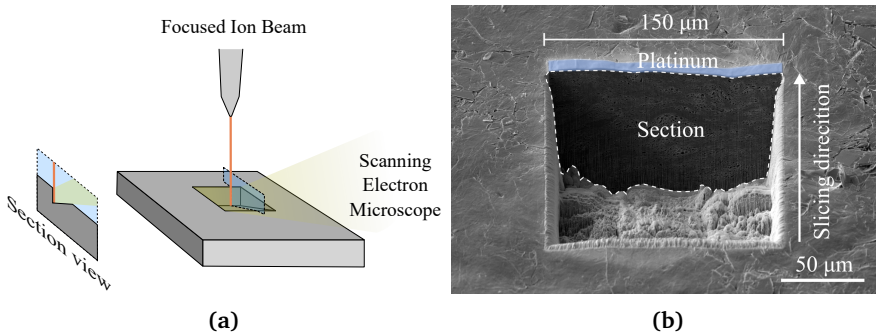 Focused Ion Beam
Scanning
Electron
Microscope
Section view
(a)
150 μm
Platinum
Section
Slicing direction
50 μm
(b)